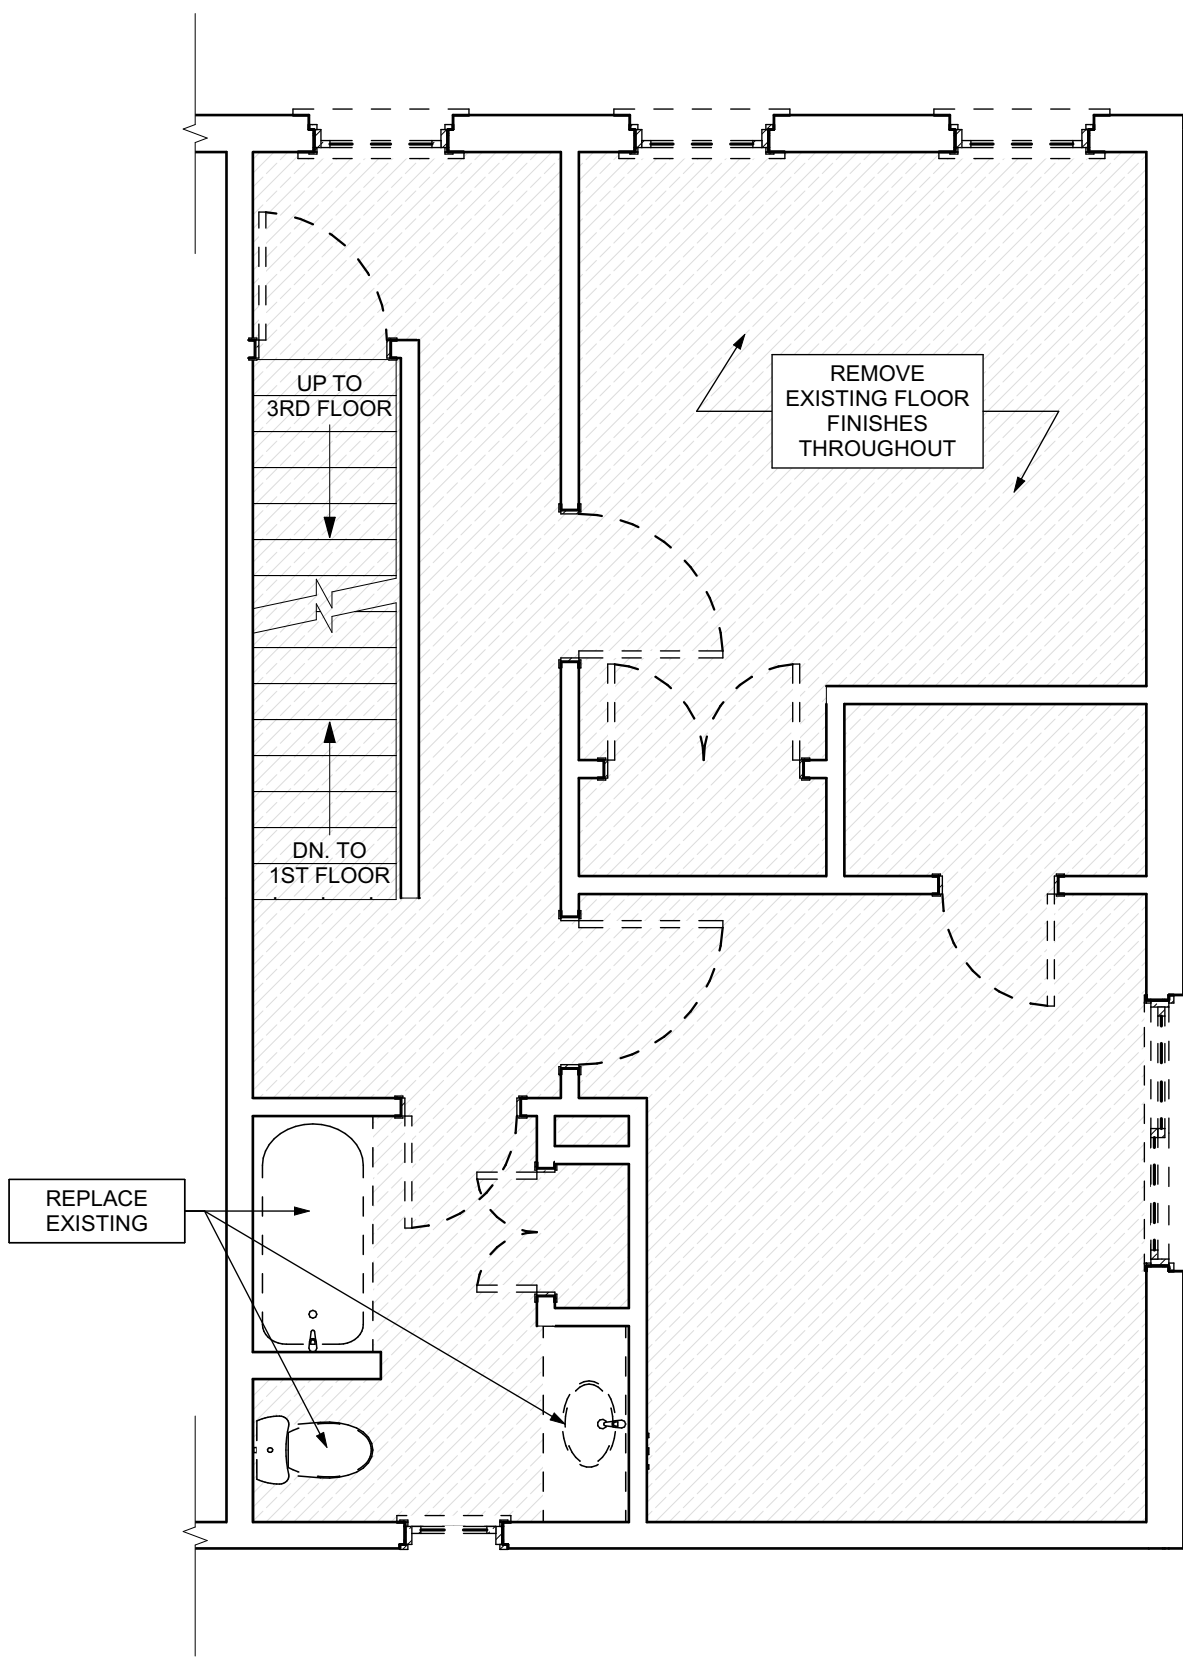 UP TO
3RD FLOOR
REMOVE
EXISTING FLOOR
FINISHES
THROUGHOUT
DN. TO
1ST FLOOR
REPLACE
EXISTING